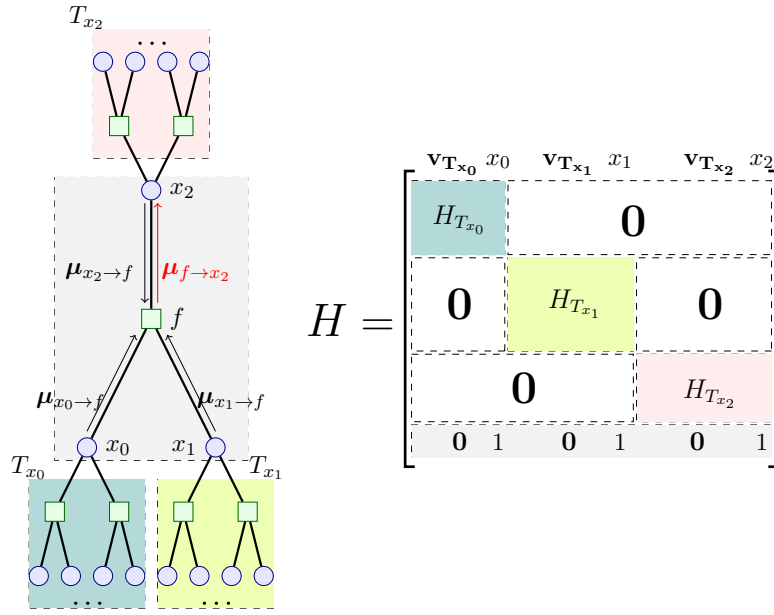 T_{x_2}
...
x_2
μ_{x_2→f} μ_{f→x_2}
f
μ_{x_0→f} μ_{x_1→f}
x_0 x_1
T_{x_0} T_{x_1}
... ...
v_{T_{x_0}} x_0 v_{T_{x_1}} x_1 v_{T_{x_2}} x_2
H_{T_{x_0}} 0
H = 0 H_{T_{x_1}} 0
0 H_{T_{x_2}}
0 1 0 1 0 1